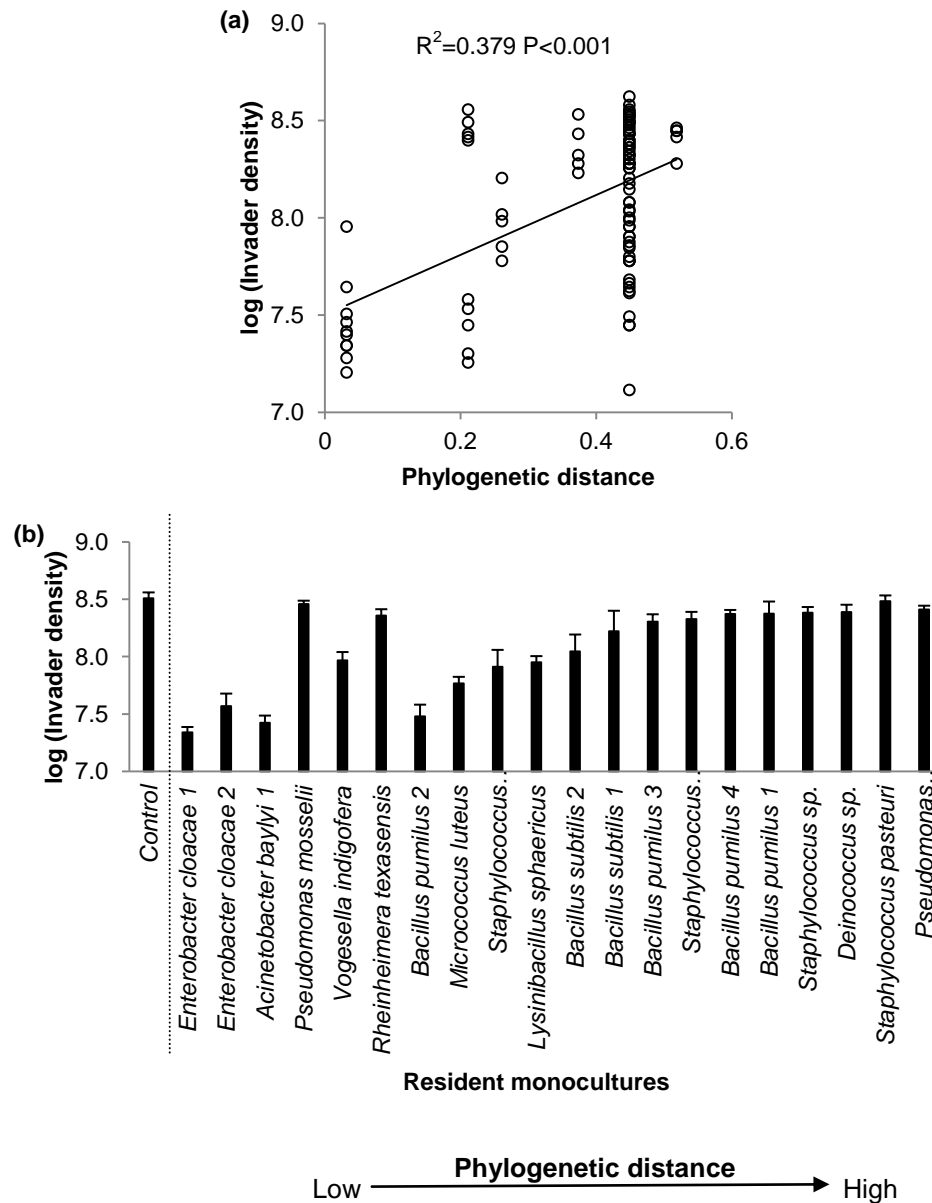 (a)
R²=0.379 P<0.001
log (Invader density)
8.5
8.0
7.5
7.0
0 0.2 0.4 0.6
Phylogenetic distance
(b)
log (Invader density)
9.0
8.5
8.0
7.5
7.0
Control
Enterobacter cloacae 1
Enterobacter cloacae 2
Acinetobacter baylyi 1
Pseudomonas mosselii
Vogesella indigofera
Rheinheimera texasensis
Bacillus pumilus 2
Micrococcus luteus
Staphylococcus.
Lysinibacillus sphaericus
Bacillus subtilis 2
Bacillus subtilis 1
Bacillus pumilus 3
Staphylococcus.
Bacillus pumilus 4
Bacillus pumilus 1
Staphylococcus sp.
Deinococcus sp.
Staphylococcus pasteuri
Pseudomonas.
Resident monocultures
Phylogenetic distance
Low High